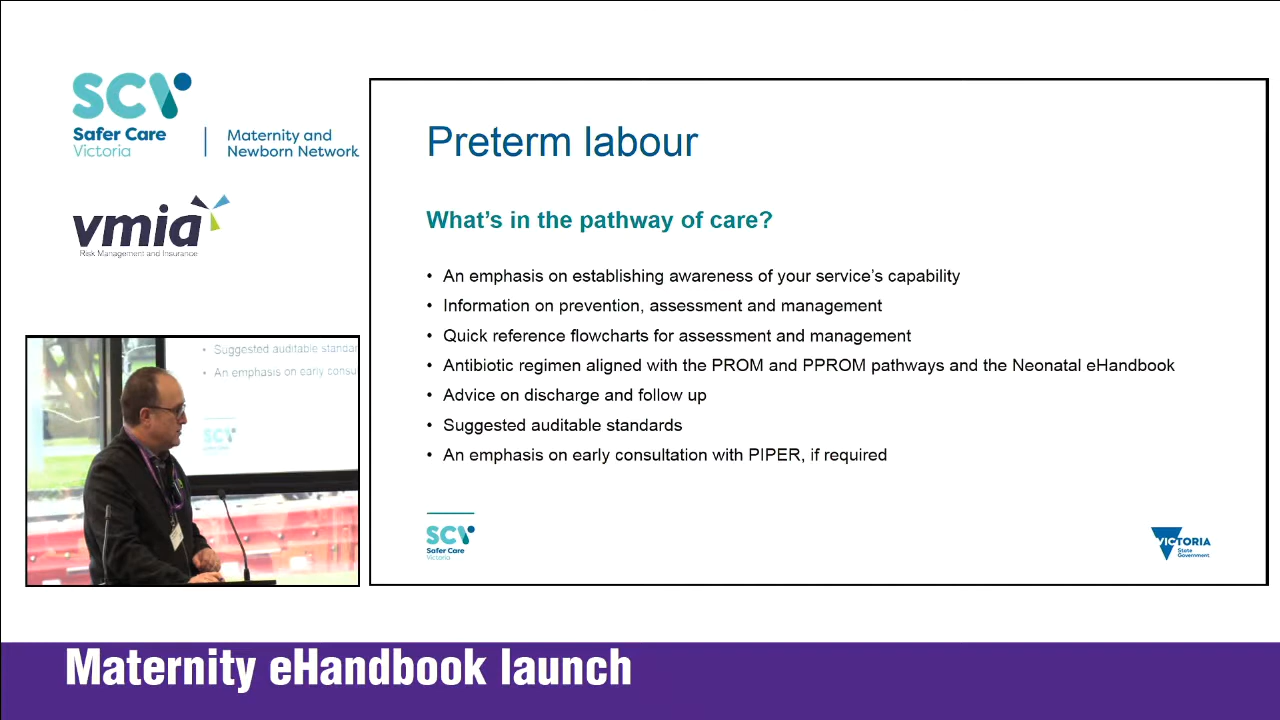 SCV
Safer Care
Victoria
Maternity and
Newborn Network
vmia
Risk Management and Insurance
Preterm labour
What's in the pathway of care?
• An emphasis on establishing awareness of your service's capability
• Information on prevention, assessment and management
• Quick reference flowcharts for assessment and management
• Antibiotic regimen aligned with the PROM and PPROM pathways and the Neonatal eHandbook
• Advice on discharge and follow up
• Suggested auditable standards
• An emphasis on early consultation with PIPER, if required
SCV
Safer Care
Victoria
VICTORIA
State
Government
• Suggested auditable standar
• An emphasis on early consu
SCV
Maternity eHandbook launch